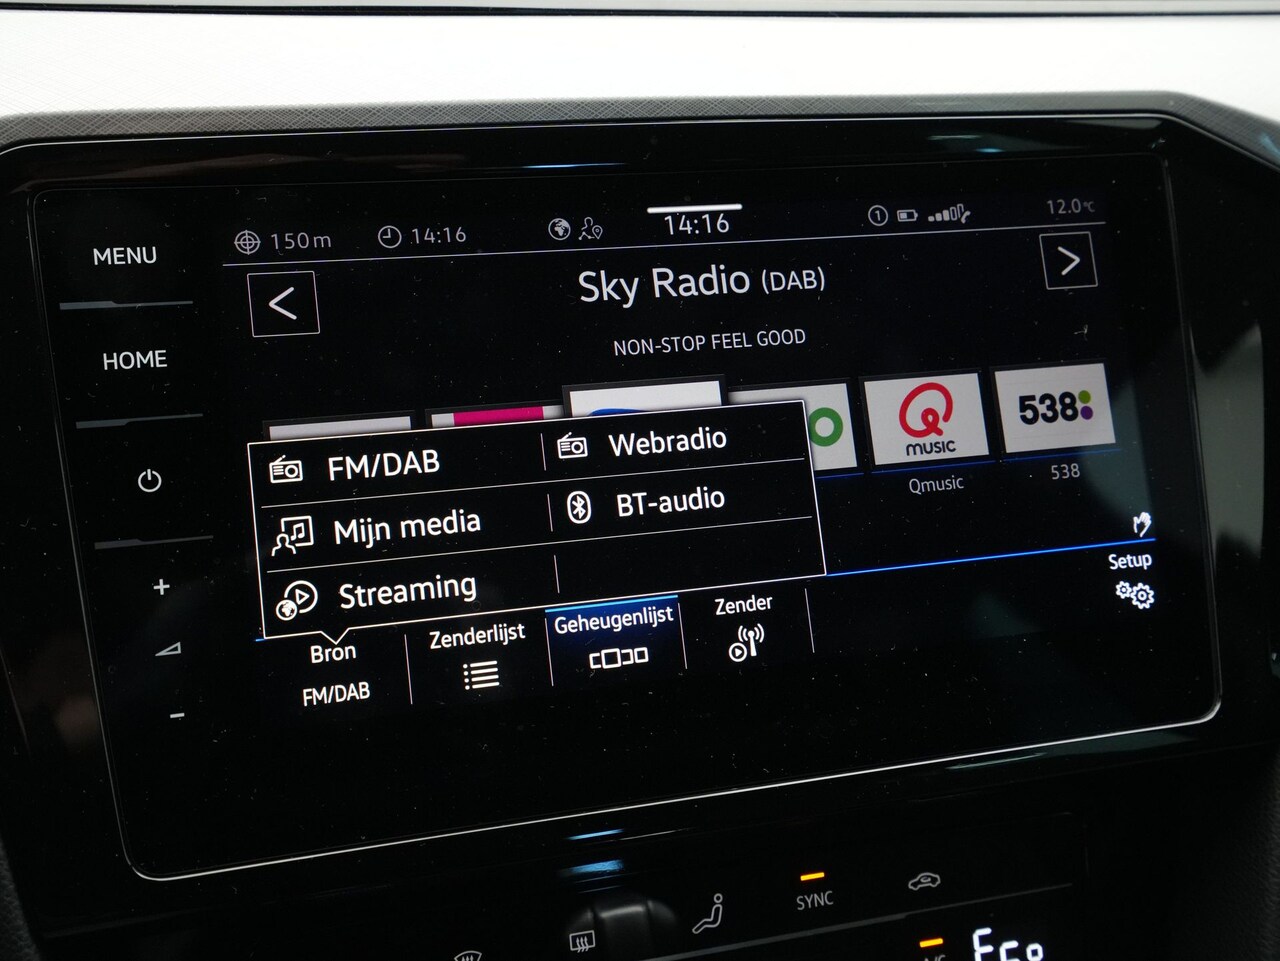 MENU
HOME
150m
14:16
14:16
1
12.0°C
<
>
Sky Radio (DAB)
NON-STOP FEEL GOOD
MUSIC
538
Qmusic
538
FM/DAB
Webradio
Mijn media
BT-audio
Streaming
+
-
Setup
Bron
FM/DAB
Zenderlijst
Geheugenlijst
Zender
SYNC